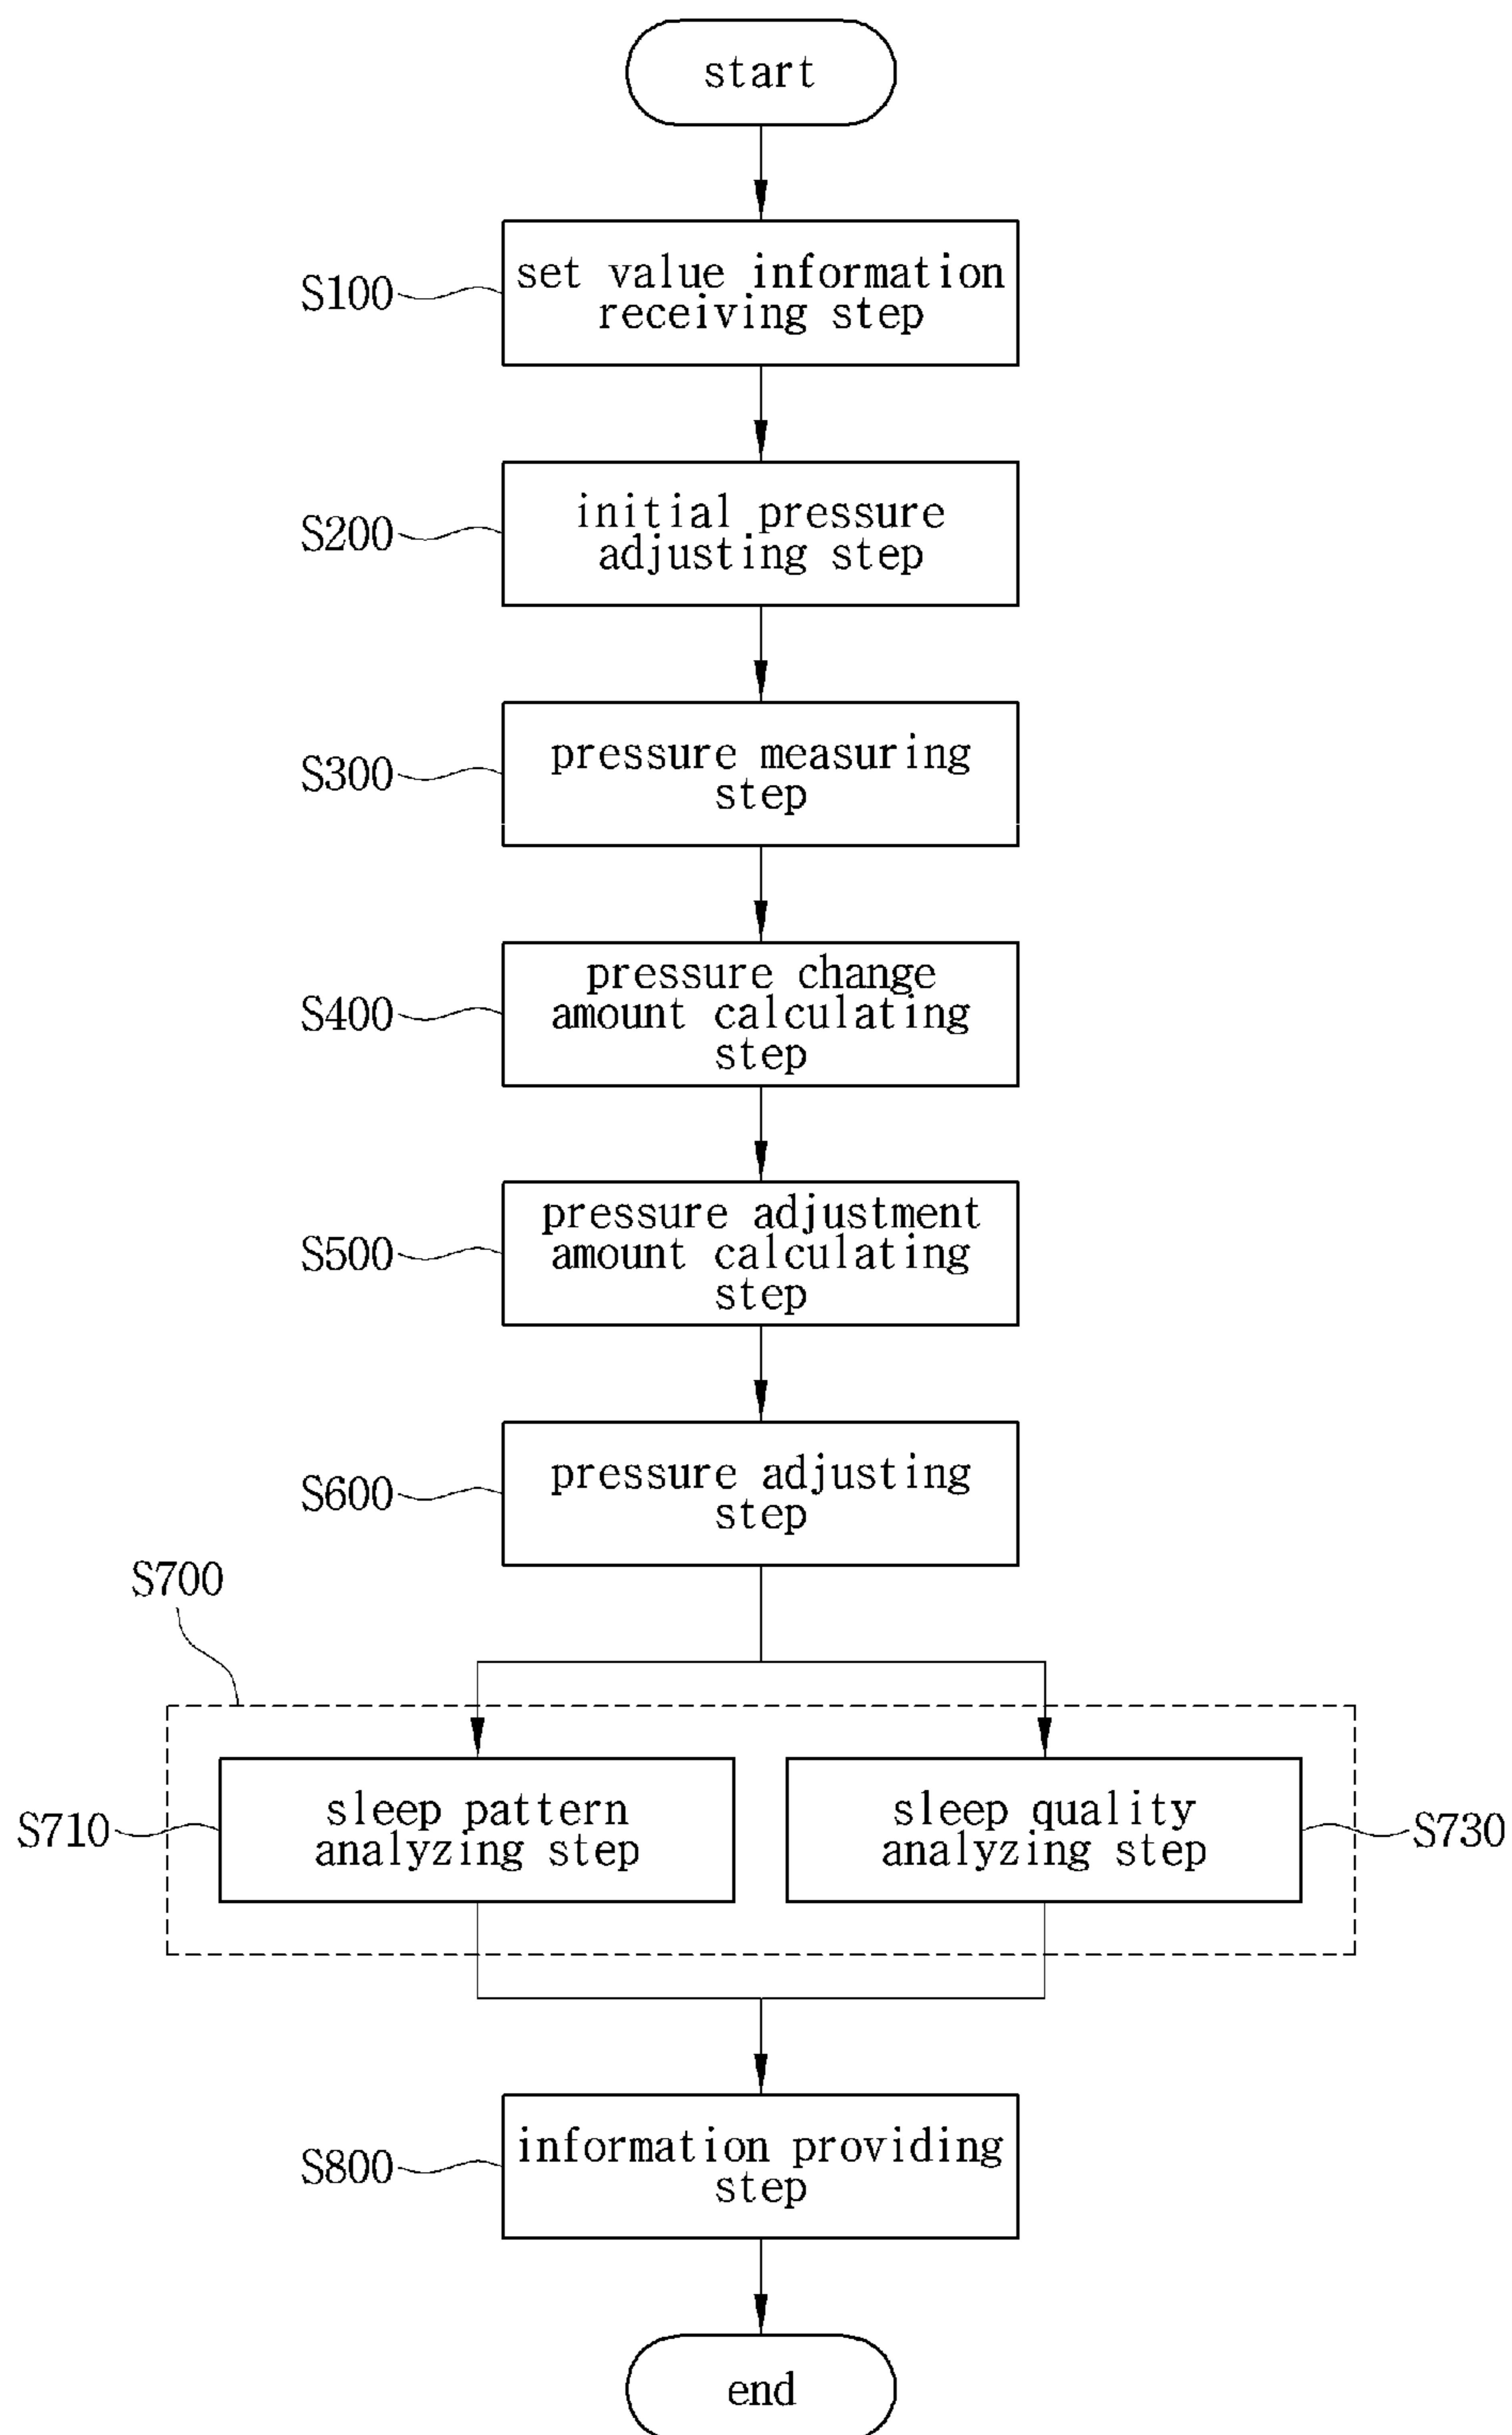 start
S100
set value information
receiving step
S200
initial pressure
adjusting step
S300
pressure measuring
step
S400
pressure change
amount calculating
step
S500
pressure adjustment
amount calculating
step
S600
pressure adjusting
step
S700
S710
sleep pattern
analyzing step
sleep quality
analyzing step
S730
S800
information providing
step
end